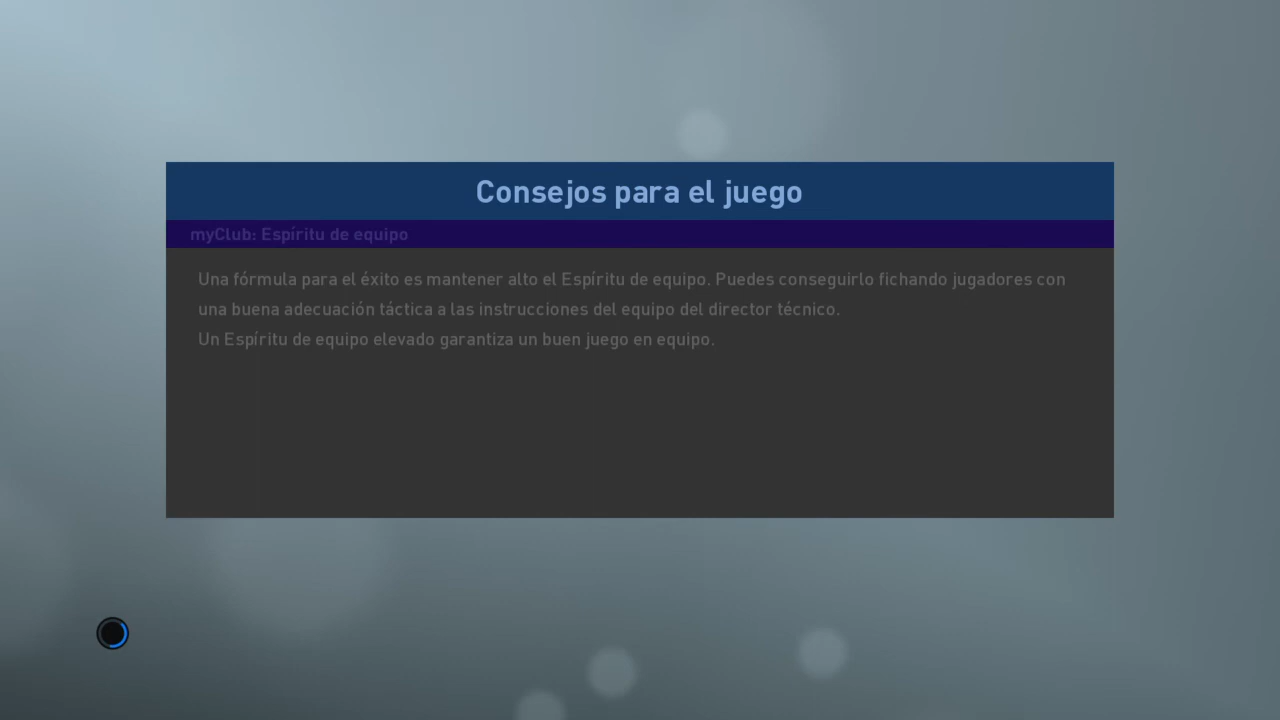 Consejos para el juego
myClub: Espíritu de equipo
Una fórmula para el éxito es mantener alto el Espíritu de equipo. Puedes conseguirlo fichando jugadores con
una buena adecuación táctica a las instrucciones del equipo del director técnico.
Un Espíritu de equipo elevado garantiza un buen juego en equipo.